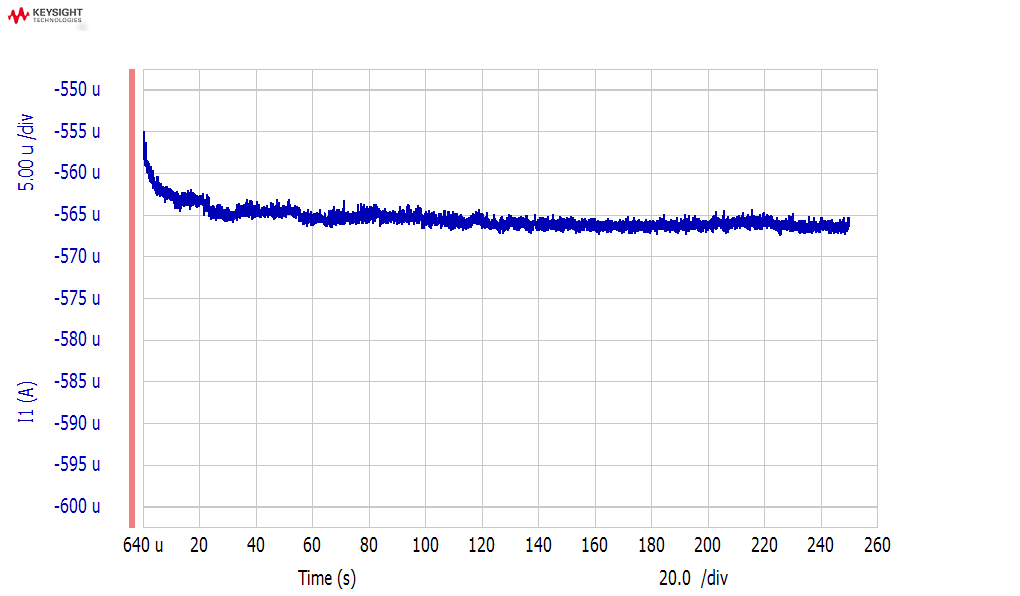 KEYSIGHT
TECHNOLOGIES
5.00 u /div
I1 (A)
-550 u
-555 u
-560 u
-565 u
-570 u
-575 u
-580 u
-585 u
-590 u
-595 u
-600 u
640 u 20 40 60 80 100 120 140 160 180 200 220 240 260
Time (s) 20.0 /div